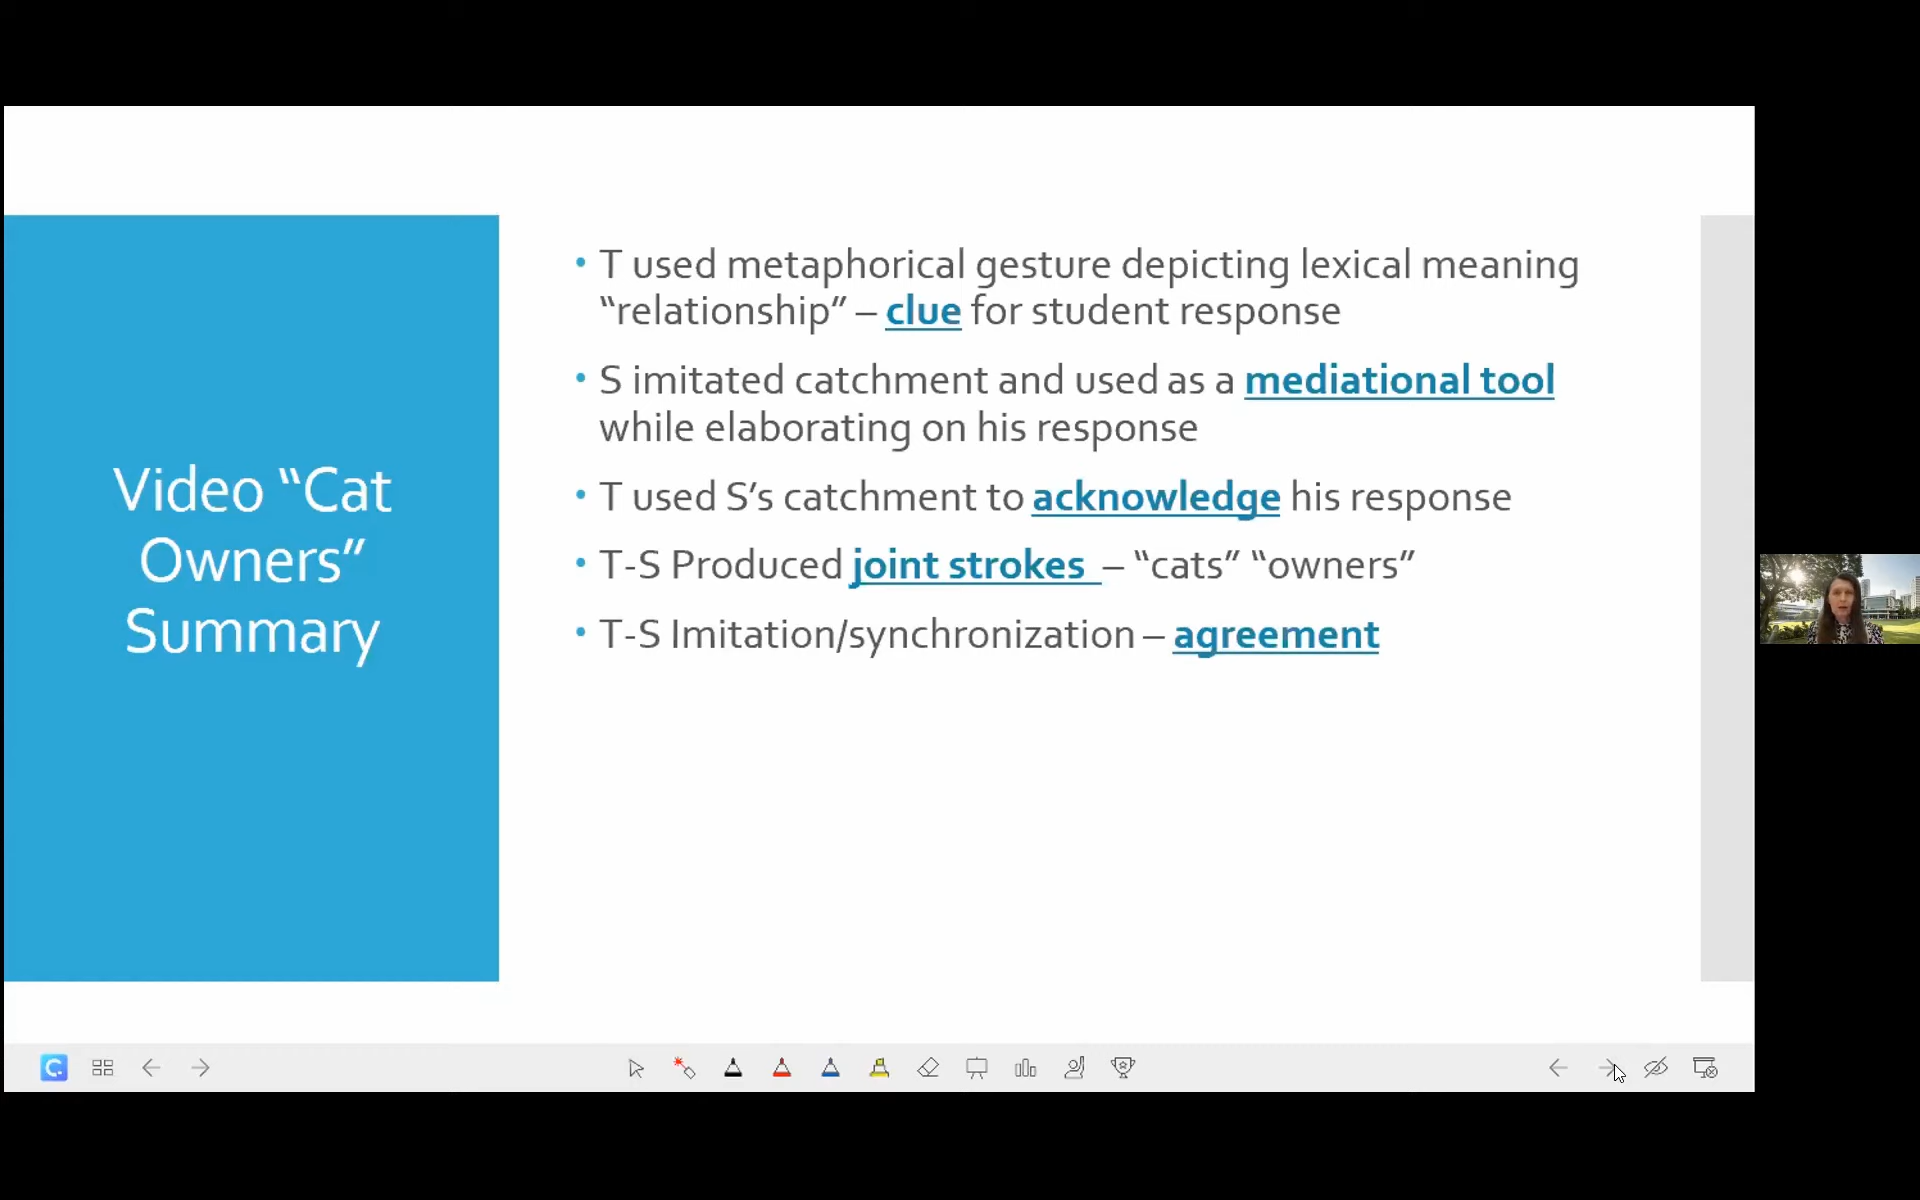 Video “Cat
Owners”
Summary
• T used metaphorical gesture depicting lexical meaning
“relationship” – clue for student response
• S imitated catchment and used as a mediational tool
while elaborating on his response
• T used S’s catchment to acknowledge his response
• T-S Produced joint strokes – “cats” “owners”
• T-S Imitation/synchronization – agreement
C.